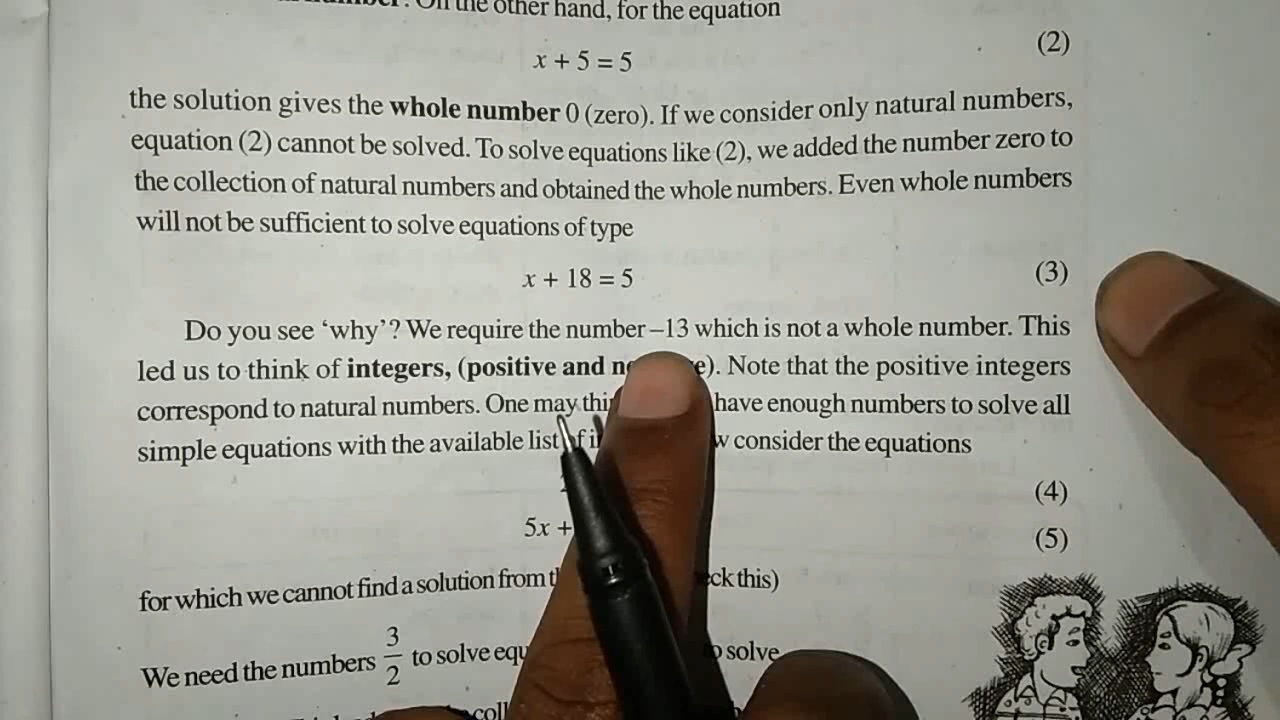 the other hand, for the equation
x + 5 = 5 (2)
the solution gives the whole number 0 (zero). If we consider only natural numbers,
equation (2) cannot be solved. To solve equations like (2), we added the number zero to
the collection of natural numbers and obtained the whole numbers. Even whole numbers
will not be sufficient to solve equations of type
x + 18 = 5 (3)
Do you see ‘why’? We require the number –13 which is not a whole number. This
led us to think of integers, (positive and ). Note that the positive integers
correspond to natural numbers. One may have enough numbers to solve all
simple equations with the available list consider the equations
(4)
5x + (5)
for which we cannot find a solution from this)
We need the numbers 3/2 to solve solve